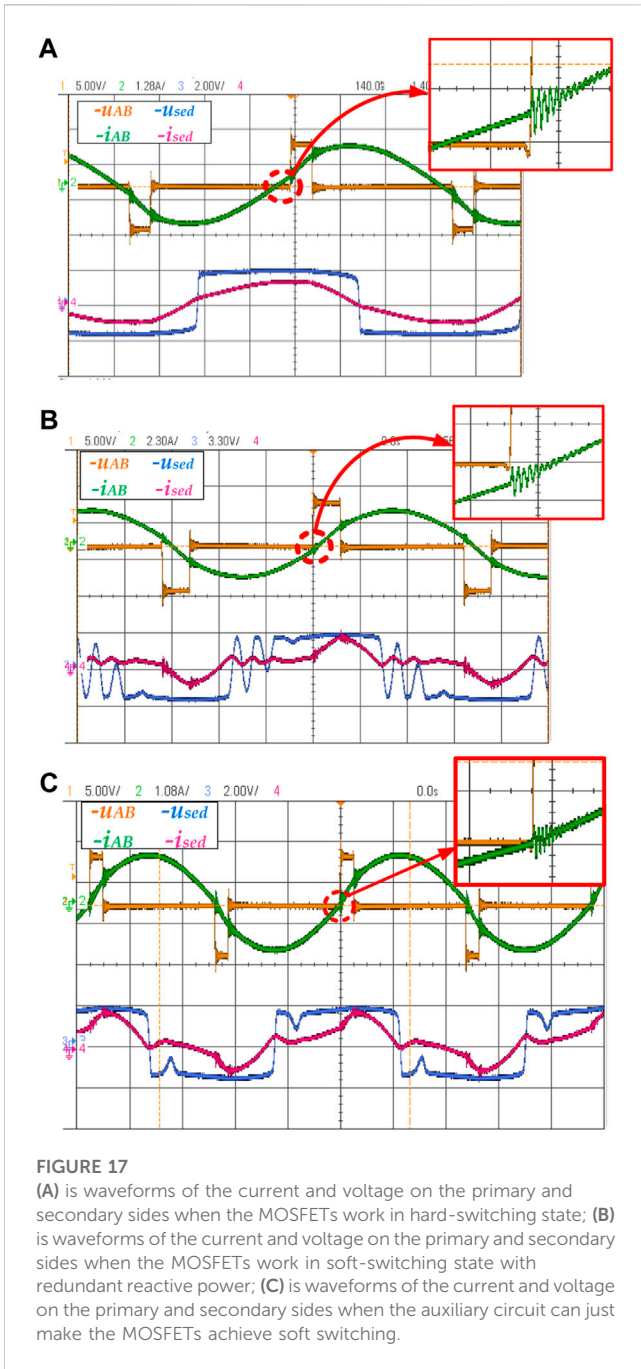 A
1 5.00V/ 2 1.28A/ 3 2.00V/ 4 140.0
-uAB -used
-iAB -ised
B
1 5.00V/ 2 2.30A/ 3 3.30V/ 4 0.0s
-uAB -used
-iAB -ised
C
1 5.00V/ 2 1.08A/ 3 2.00V/ 4 0.0s
-uAB -used
-iAB -ised
FIGURE 17
(A) is waveforms of the current and voltage on the primary and
secondary sides when the MOSFETs work in hard-switching state; (B)
is waveforms of the current and voltage on the primary and secondary
sides when the MOSFETs work in soft-switching state with
redundant reactive power; (C) is waveforms of the current and voltage
on the primary and secondary sides when the auxiliary circuit can just
make the MOSFETs achieve soft switching.